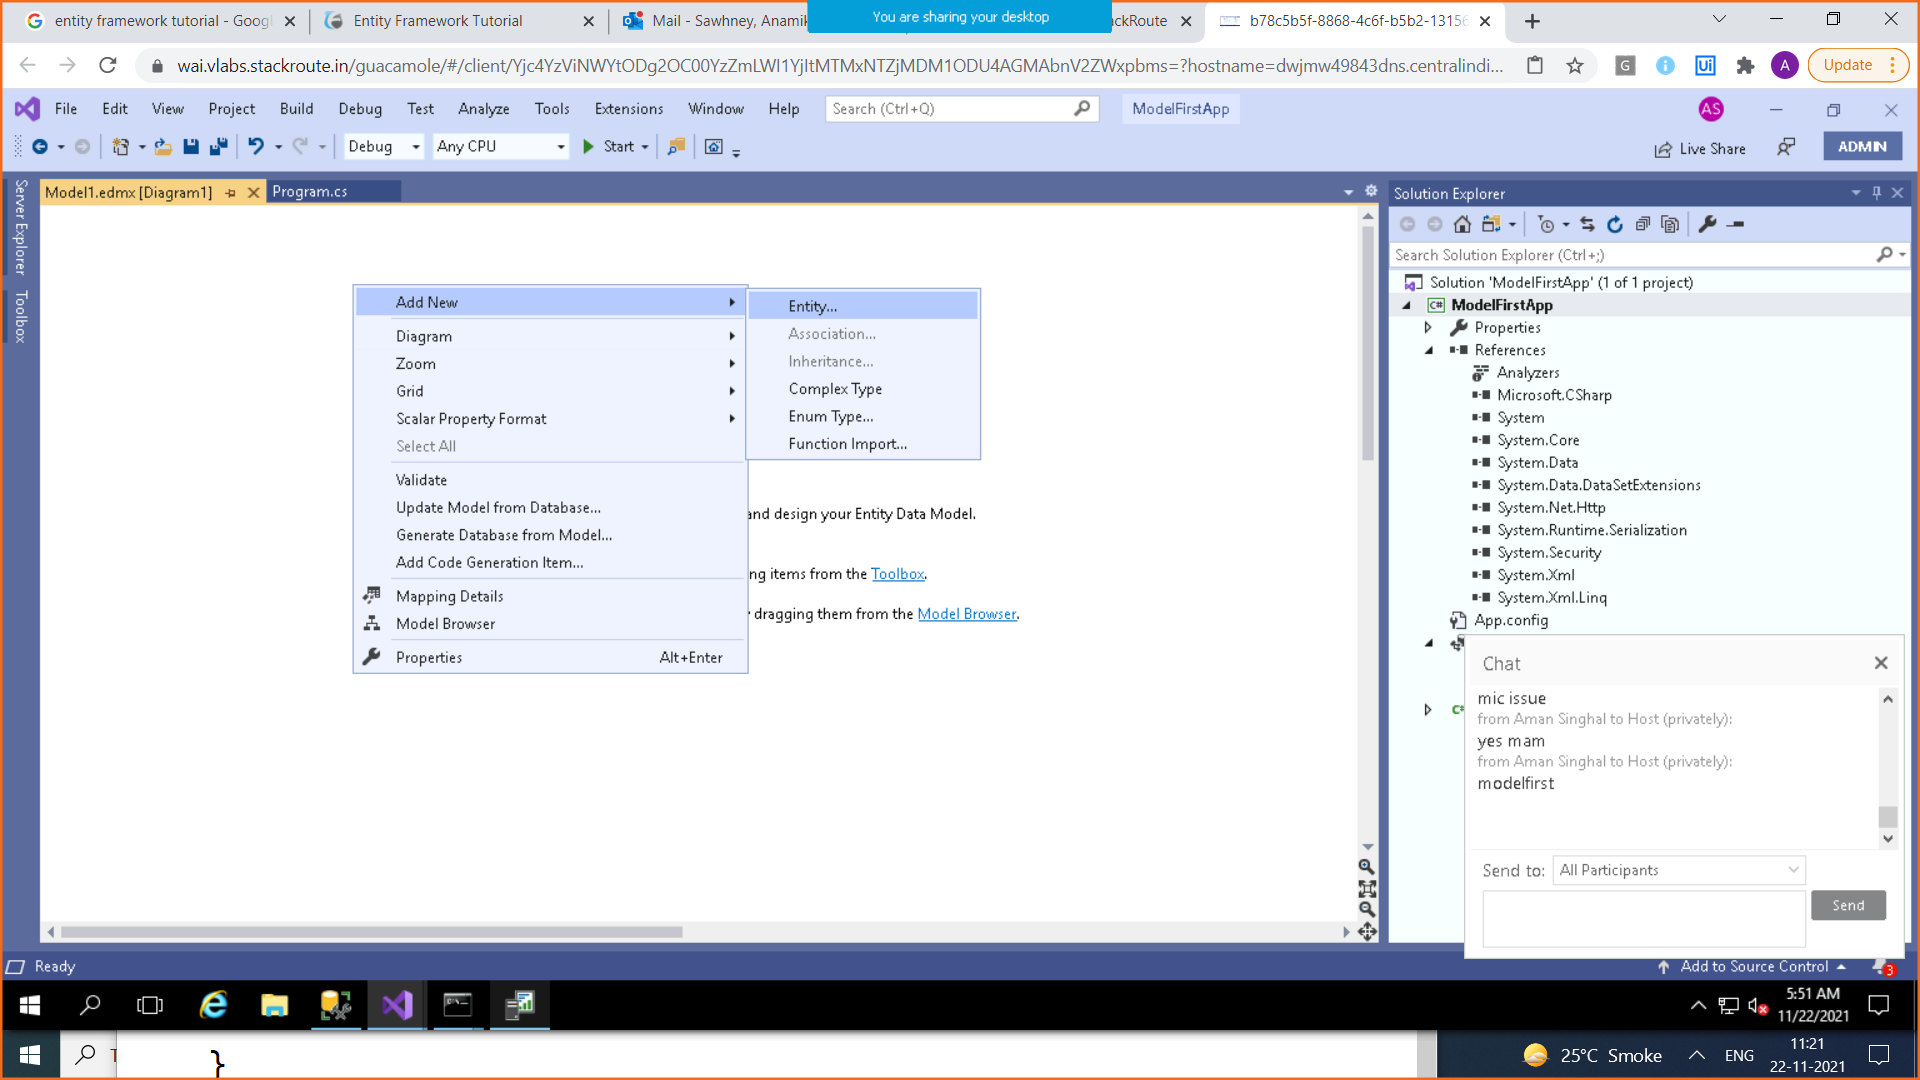 entity framework tutorial - Goog
Entity Framework Tutorial
Mail - Sawhney, Anamik
You are sharing your desktop
ckRoute
b78c5b5f-8868-4c6f-b5b2-13156
wai.vlabs.stackroute.in/guacamole/#/client/Yjc4YzViNWYtODg2OC00YzZmLWI1YjItMTMxNTZjMDM1ODU4AGMAbnV2ZWxpbms=?hostname=dwjmw49843dns.centralindi...
G
Ui
A
Update
File Edit View Project Build Debug Test Analyze Tools Extensions Window Help
Search (Ctrl+Q)
ModelFirstApp
AS
Debug
Any CPU
Start
Live Share
ADMIN
Server Explorer
Toolbox
Model1.edmx [Diagram1]
Program.cs
Add New
Diagram
Zoom
Grid
Scalar Property Format
Select All
Validate
Update Model from Database...
Generate Database from Model...
Add Code Generation Item...
Mapping Details
Model Browser
Properties Alt+Enter
Entity...
Association...
Inheritance...
Complex Type
Enum Type...
Function Import...
and design your Entity Data Model.
ng items from the Toolbox.
dragging them from the Model Browser.
Solution Explorer
Search Solution Explorer (Ctrl+;)
Solution 'ModelFirstApp' (1 of 1 project)
C# ModelFirstApp
Properties
References
Analyzers
Microsoft.CSharp
System
System.Core
System.Data
System.Data.DataSetExtensions
System.Net.Http
System.Runtime.Serialization
System.Security
System.Xml
System.Xml.Linq
App.config
Chat
mic issue
from Aman Singhal to Host (privately):
yes mam
from Aman Singhal to Host (privately):
modelfirst
Send to: All Participants
Send
Ready
Add to Source Control
3
5:51 AM
11/22/2021
}
25°C Smoke
ENG
11:21
22-11-2021